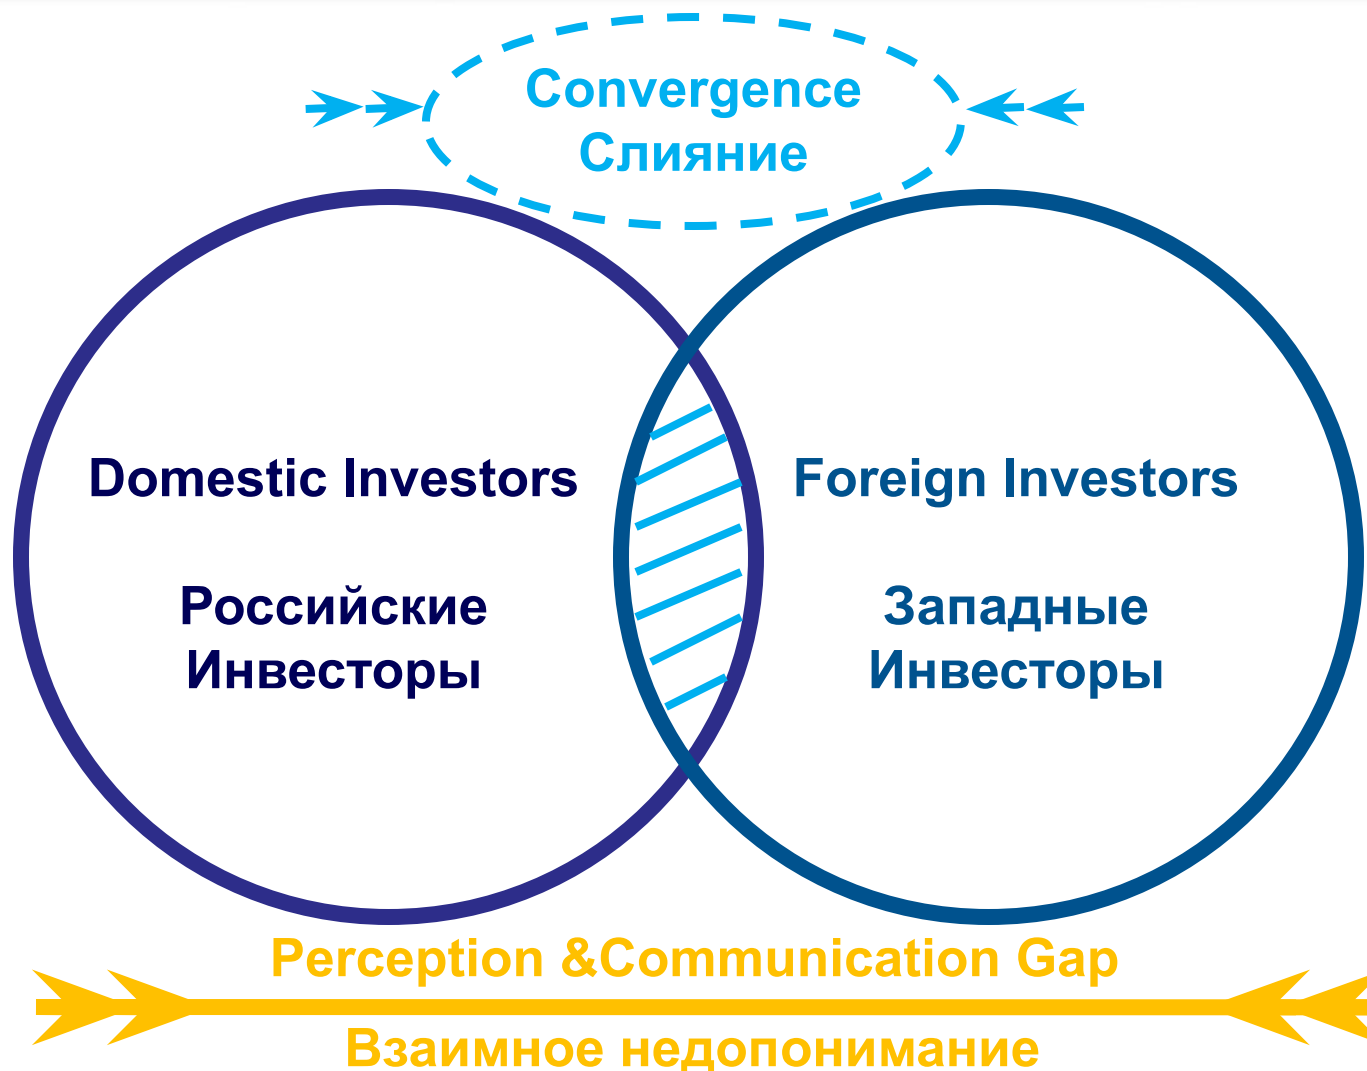 Convergence
Слияние
Domestic Investors
Российские
Инвесторы
Foreign Investors
Западные
Инвесторы
Perception &Communication Gap
Взаимное недопонимание